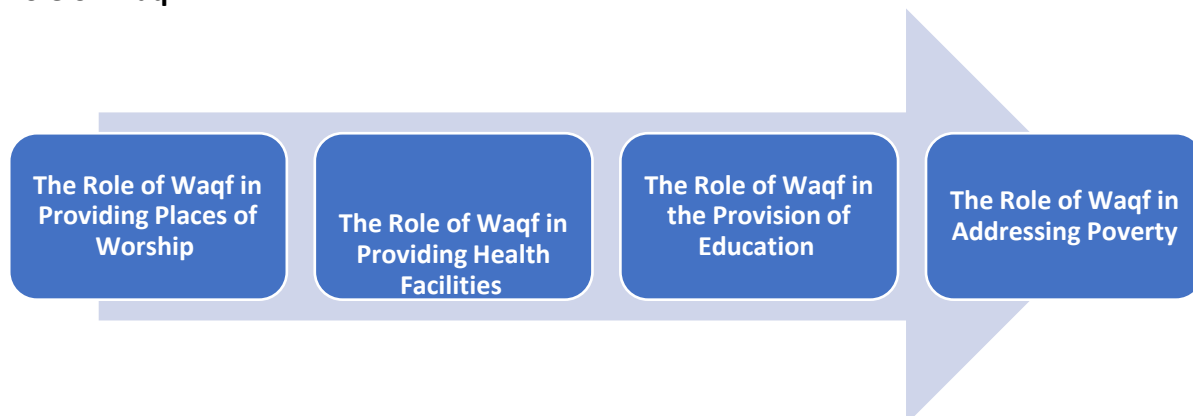 The Role of Waqf in
Providing Places of
Worship
The Role of Waqf in
Providing Health
Facilities
The Role of Waqf in
the Provision of
Education
The Role of Waqf in
Addressing Poverty